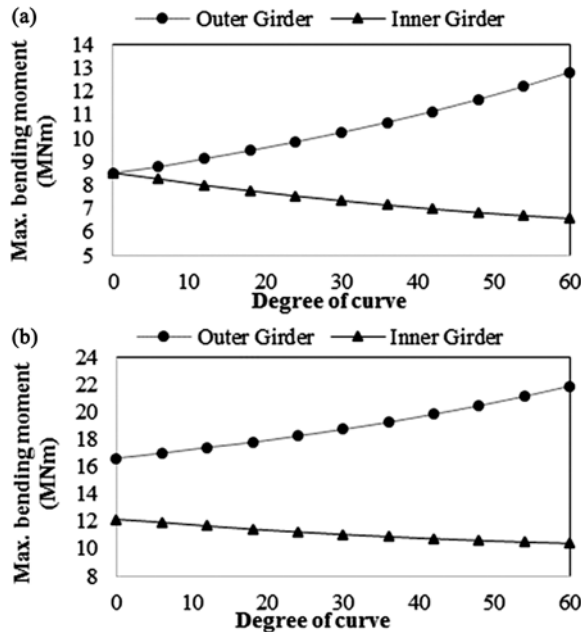 (a)
Outer Girder Inner Girder
Max. bending moment
(MNm)
14
13
12
11
10
9
8
7
6
5
0 10 20 30 40 50 60
Degree of curve
(b)
Outer Girder Inner Girder
Max. bending moment
(MNm)
24
22
20
18
16
14
12
10
8
0 10 20 30 40 50 60
Degree of curve